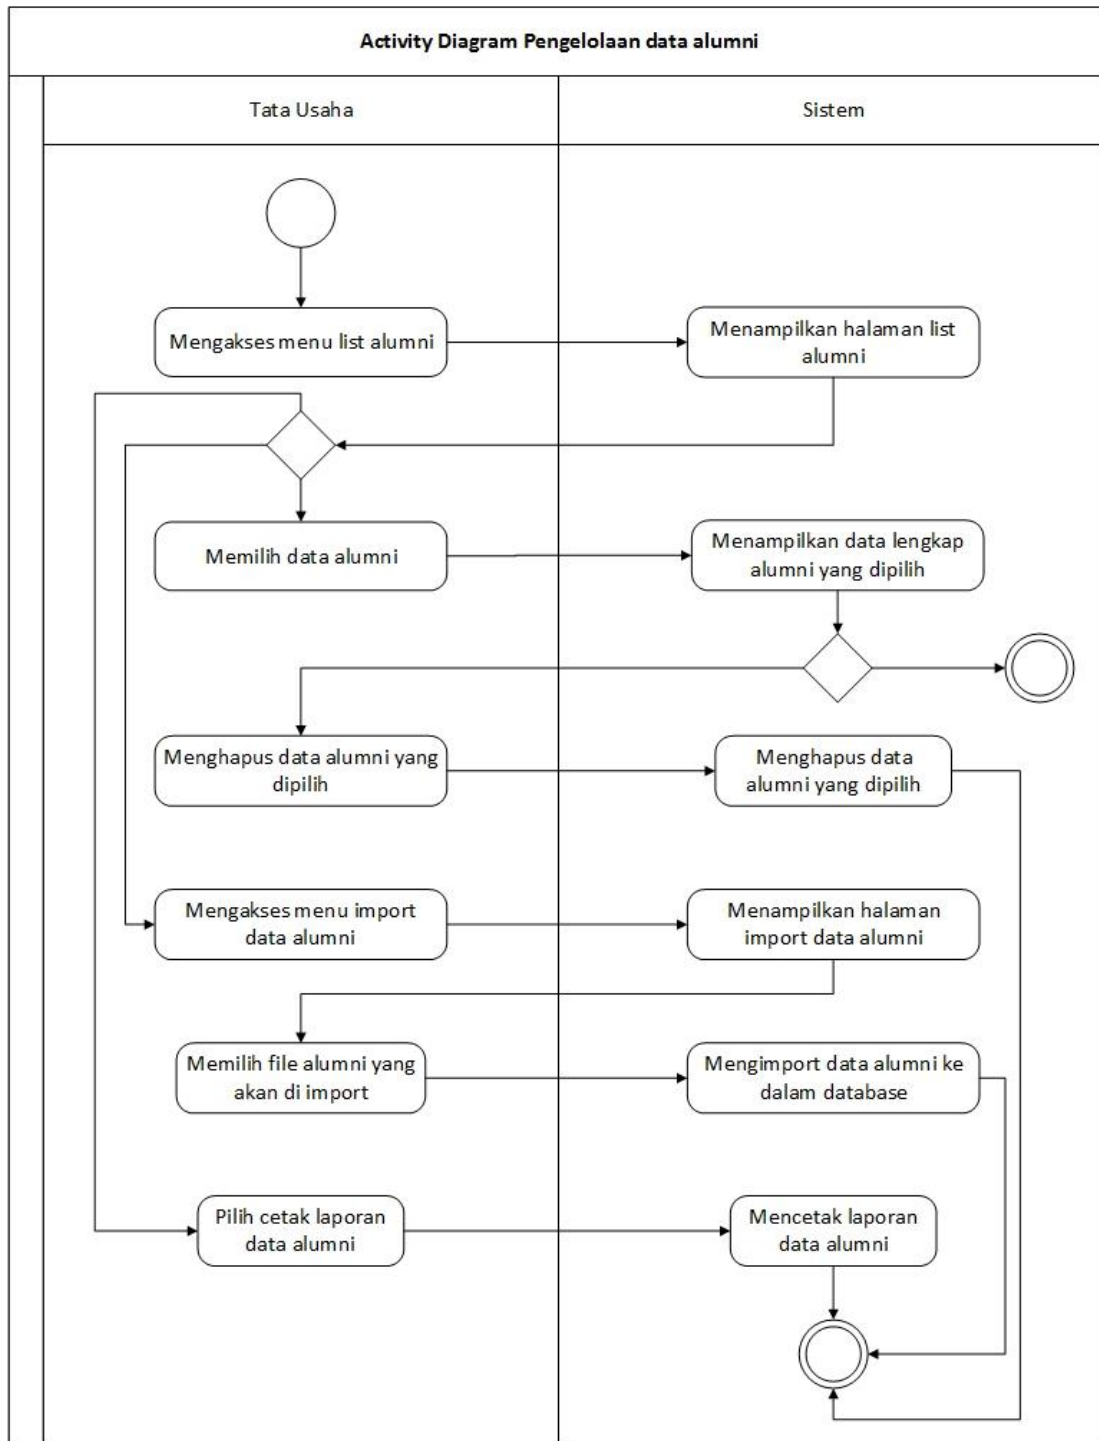 Activity Diagram Pengelolaan data alumni
Tata Usaha
Sistem
Mengakses menu list alumni
Menampilkan halaman list
alumni
Memilih data alumni
Menampilkan data lengkap
alumni yang dipilih
Menghapus data alumni yang
dipilih
Menghapus data
alumni yang dipilih
Mengakses menu import
data alumni
Menampilkan halaman
import data alumni
Memilih file alumni yang
akan di import
Mengimport data alumni ke
dalam database
Pilih cetak laporan
data alumni
Mencetak laporan
data alumni